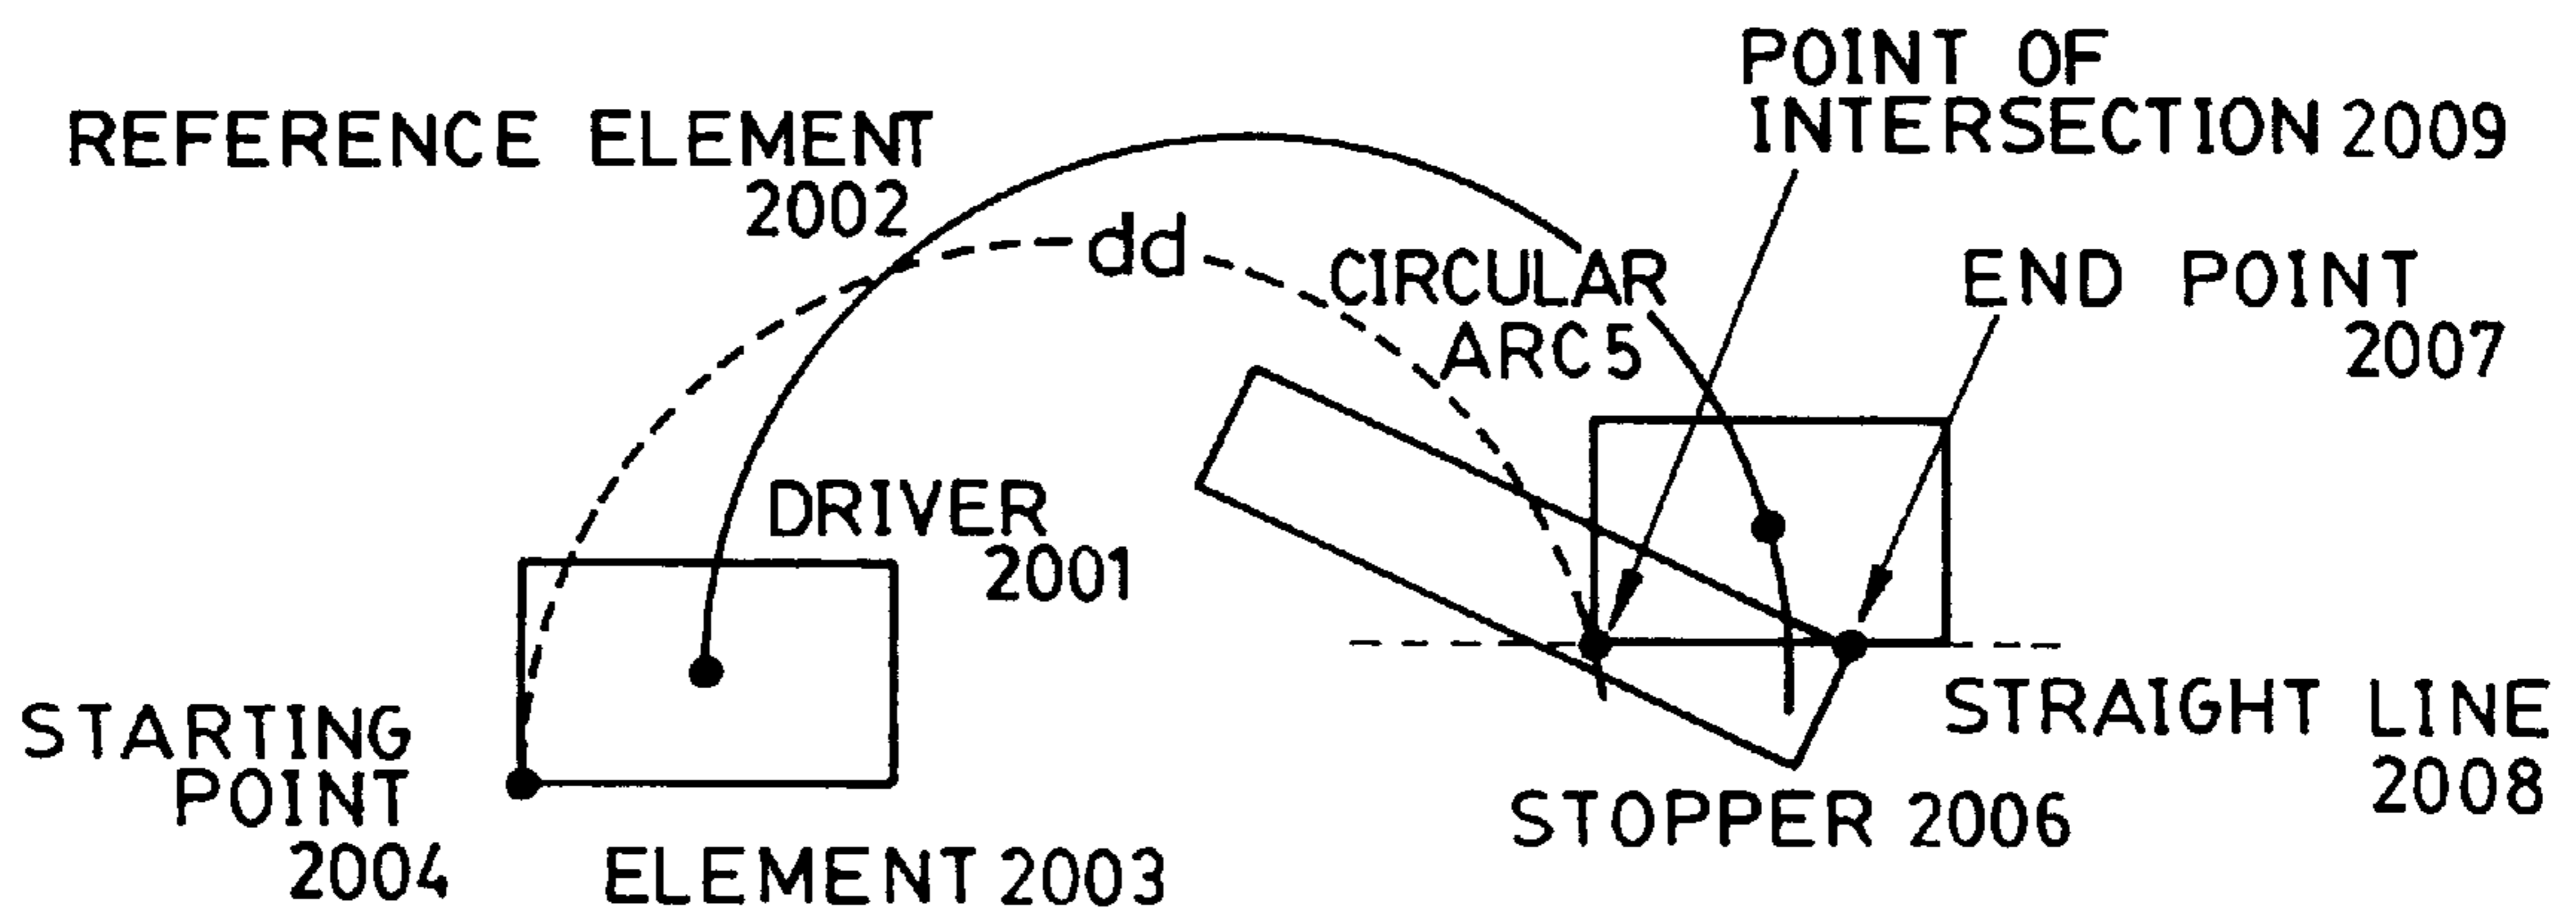 POINT OF
INTERSECTION 2009
REFERENCE ELEMENT
2002
dd
CIRCULAR
ARC 5
END POINT
2007
DRIVER
2001
STARTING
POINT
2004
STRAIGHT LINE
2008
STOPPER 2006
ELEMENT 2003